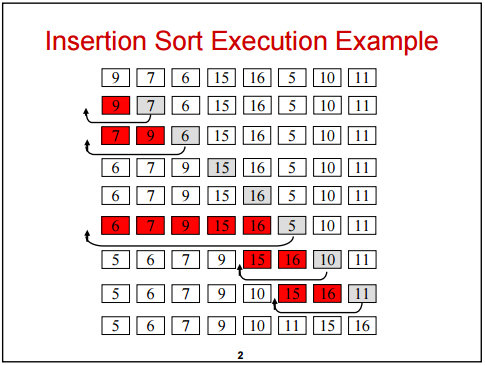 Insertion Sort Execution Example
9 7 6 15 16 5 10 11
9 7 6 15 16 5 10 11
7 9 6 15 16 5 10 11
6 7 9 15 16 5 10 11
6 7 9 15 16 5 10 11
6 7 9 15 16 5 10 11
5 6 7 9 15 16 10 11
5 6 7 9 10 15 16 11
5 6 7 9 10 11 15 16
2